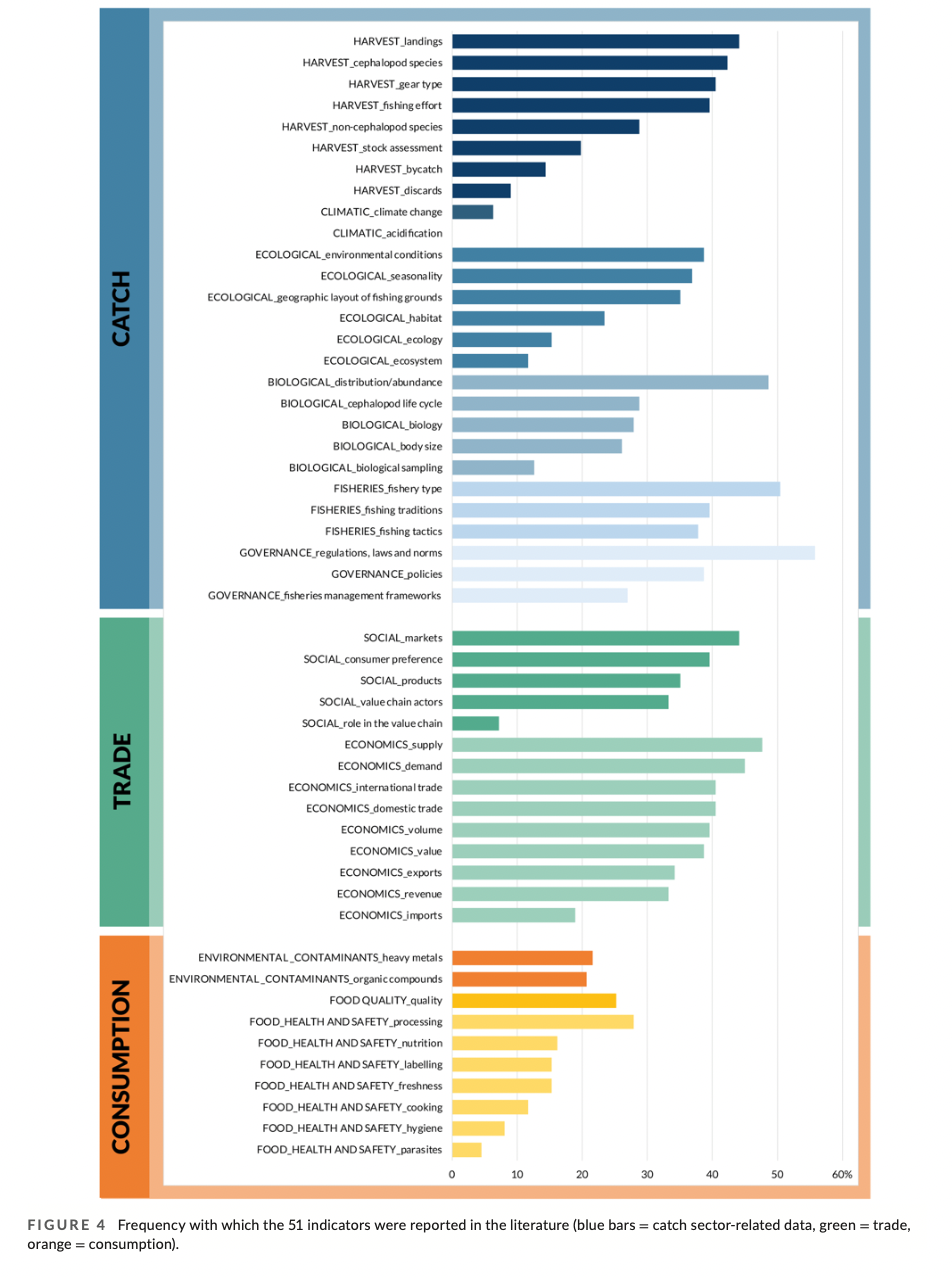 CATCH
HARVEST_landings
HARVEST_cephalopod species
HARVEST_gear type
HARVEST_fishing effort
HARVEST_non-cephalopod species
HARVEST_stock assessment
HARVEST_bycatch
HARVEST_discards
CLIMATIC_climate change
CLIMATIC_acidification
ECOLOGICAL_environmental conditions
ECOLOGICAL_seasonality
ECOLOGICAL_geographic layout of fishing grounds
ECOLOGICAL_habitat
ECOLOGICAL_ecology
ECOLOGICAL_ecosystem
BIOLOGICAL_distribution/abundance
BIOLOGICAL_cephalopod life cycle
BIOLOGICAL_biology
BIOLOGICAL_body size
BIOLOGICAL_biological sampling
FISHERIES_fishery type
FISHERIES_fishing traditions
FISHERIES_fishing tactics
GOVERNANCE_regulations, laws and norms
GOVERNANCE_policies
GOVERNANCE_fisheries management frameworks
TRADE
SOCIAL_markets
SOCIAL_consumer preference
SOCIAL_products
SOCIAL_value chain actors
SOCIAL_role in the value chain
ECONOMICS_supply
ECONOMICS_demand
ECONOMICS_international trade
ECONOMICS_domestic trade
ECONOMICS_volume
ECONOMICS_value
ECONOMICS_exports
ECONOMICS_revenue
ECONOMICS_imports
CONSUMPTION
ENVIRONMENTAL_CONTAMINANTS_heavy metals
ENVIRONMENTAL_CONTAMINANTS_organic compounds
FOOD QUALITY_quality
FOOD_HEALTH AND SAFETY_processing
FOOD_HEALTH AND SAFETY_nutrition
FOOD_HEALTH AND SAFETY_labelling
FOOD_HEALTH AND SAFETY_freshness
FOOD_HEALTH AND SAFETY_cooking
FOOD_HEALTH AND SAFETY_hygiene
FOOD_HEALTH AND SAFETY_parasites
0 10 20 30 40 50 60%
FIGURE 4 Frequency with which the 51 indicators were reported in the literature (blue bars = catch sector-related data, green = trade,
orange = consumption).